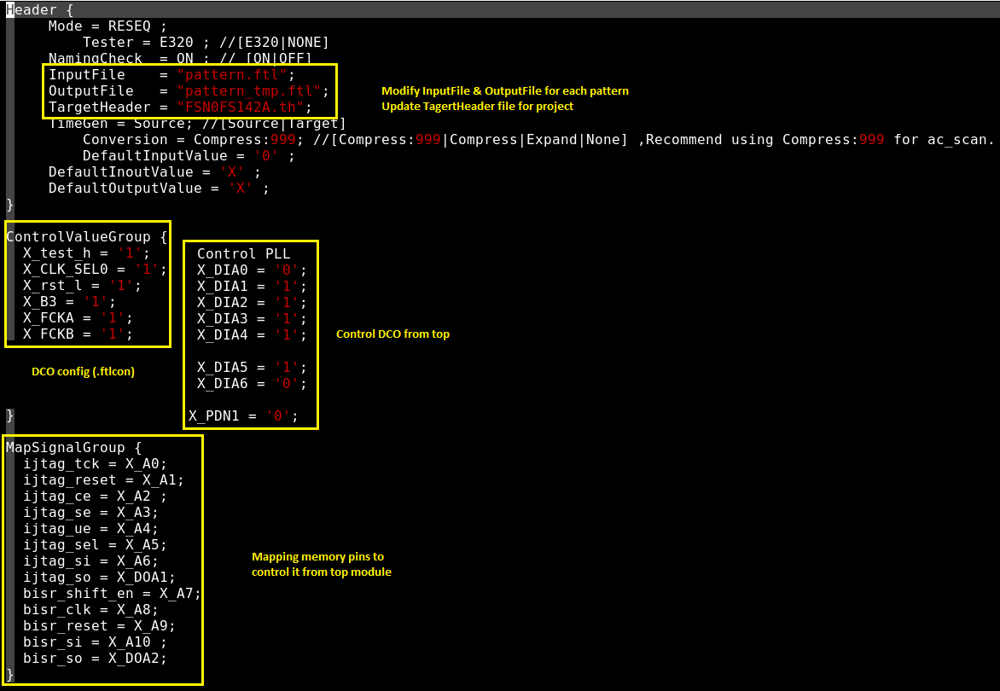 Header {
Mode = RESEQ ;
Tester = E320 ; //[E320|NONE]
NamingCheck = ON ; // [ON|OFF]
InputFile = "pattern.ftl";
OutputFile = "pattern_tmp.ftl";
TargetHeader = "FSN0FS142A.th";
Modify InputFile & OutputFile for each pattern
Update TagertHeader file for project
TimeGen = Source; //[Source|Target]
Conversion = Compress:999; //[Compress:999|Compress|Expand|None] ,Recommend using Compress:999 for ac_scan.
DefaultInputValue = '0' ;
DefaultInoutValue = 'X' ;
DefaultOutputValue = 'X' ;
}
ControlValueGroup {
X_test_h = '1';
X_CLK_SEL0 = '1';
X_rst_l = '1';
X_B3 = '1';
X_FCKA = '1';
X_FCKB = '1';
DCO config (.ftlcon)
Control PLL
X_DIA0 = '0';
X_DIA1 = '1';
X_DIA2 = '1';
X_DIA3 = '1';
X_DIA4 = '1';
X_DIA5 = '1';
X_DIA6 = '0';
X_PDN1 = '0';
Control DCO from top
}
MapSignalGroup {
ijtag_tck = X_A0;
ijtag_reset = X_A1;
ijtag_ce = X_A2 ;
ijtag_se = X_A3;
ijtag_ue = X_A4;
ijtag_sel = X_A5;
ijtag_si = X_A6;
ijtag_so = X_DOA1;
bisr_shift_en = X_A7;
bisr_clk = X_A8;
bisr_reset = X_A9;
bisr_si = X_A10 ;
bisr_so = X_DOA2;
}
Mapping memory pins to
control it from top module